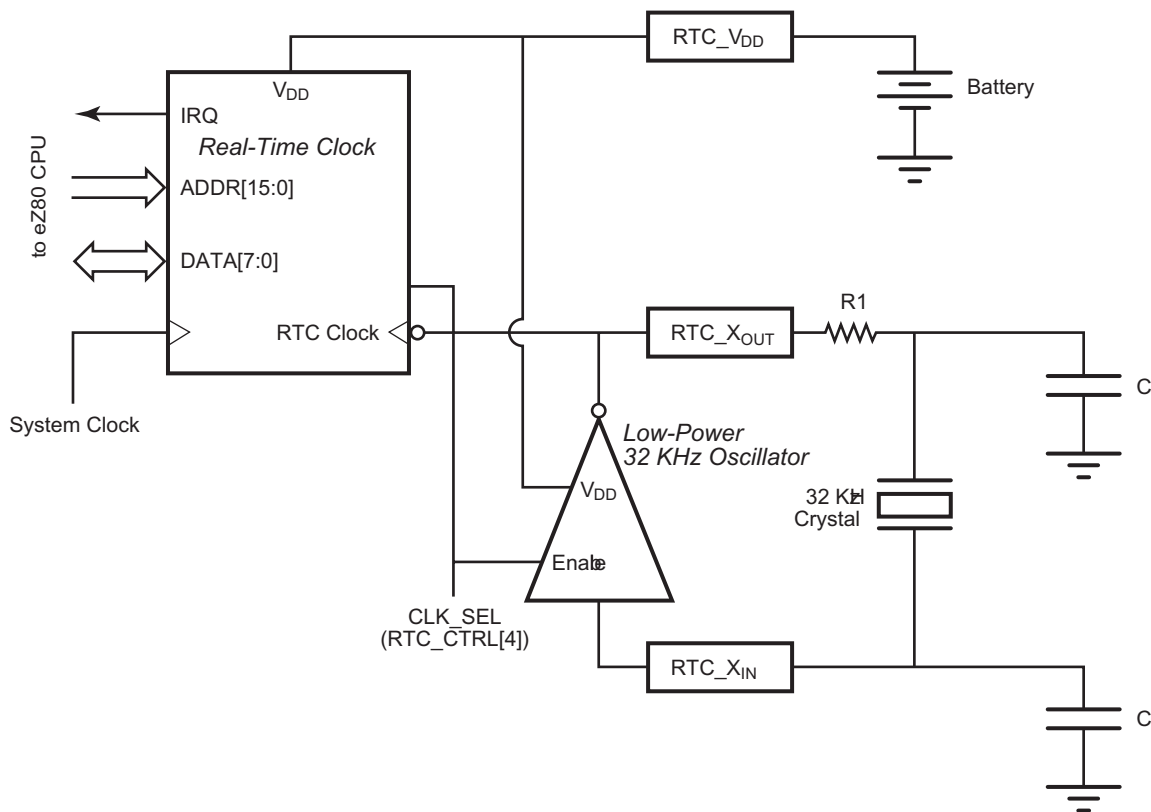 RTC_VDD
VDD
Battery
IRQ
Real-Time Clock
to eZ80 CPU
ADDR[15:0]
DATA[7:0]
R1
RTC Clock
RTC_XOUT
C
System Clock
Low-Power
32 KHz Oscillator
VDD
32 KHz
Crystal
Enable
CLK_SEL
(RTC_CTRL[4])
RTC_XIN
C